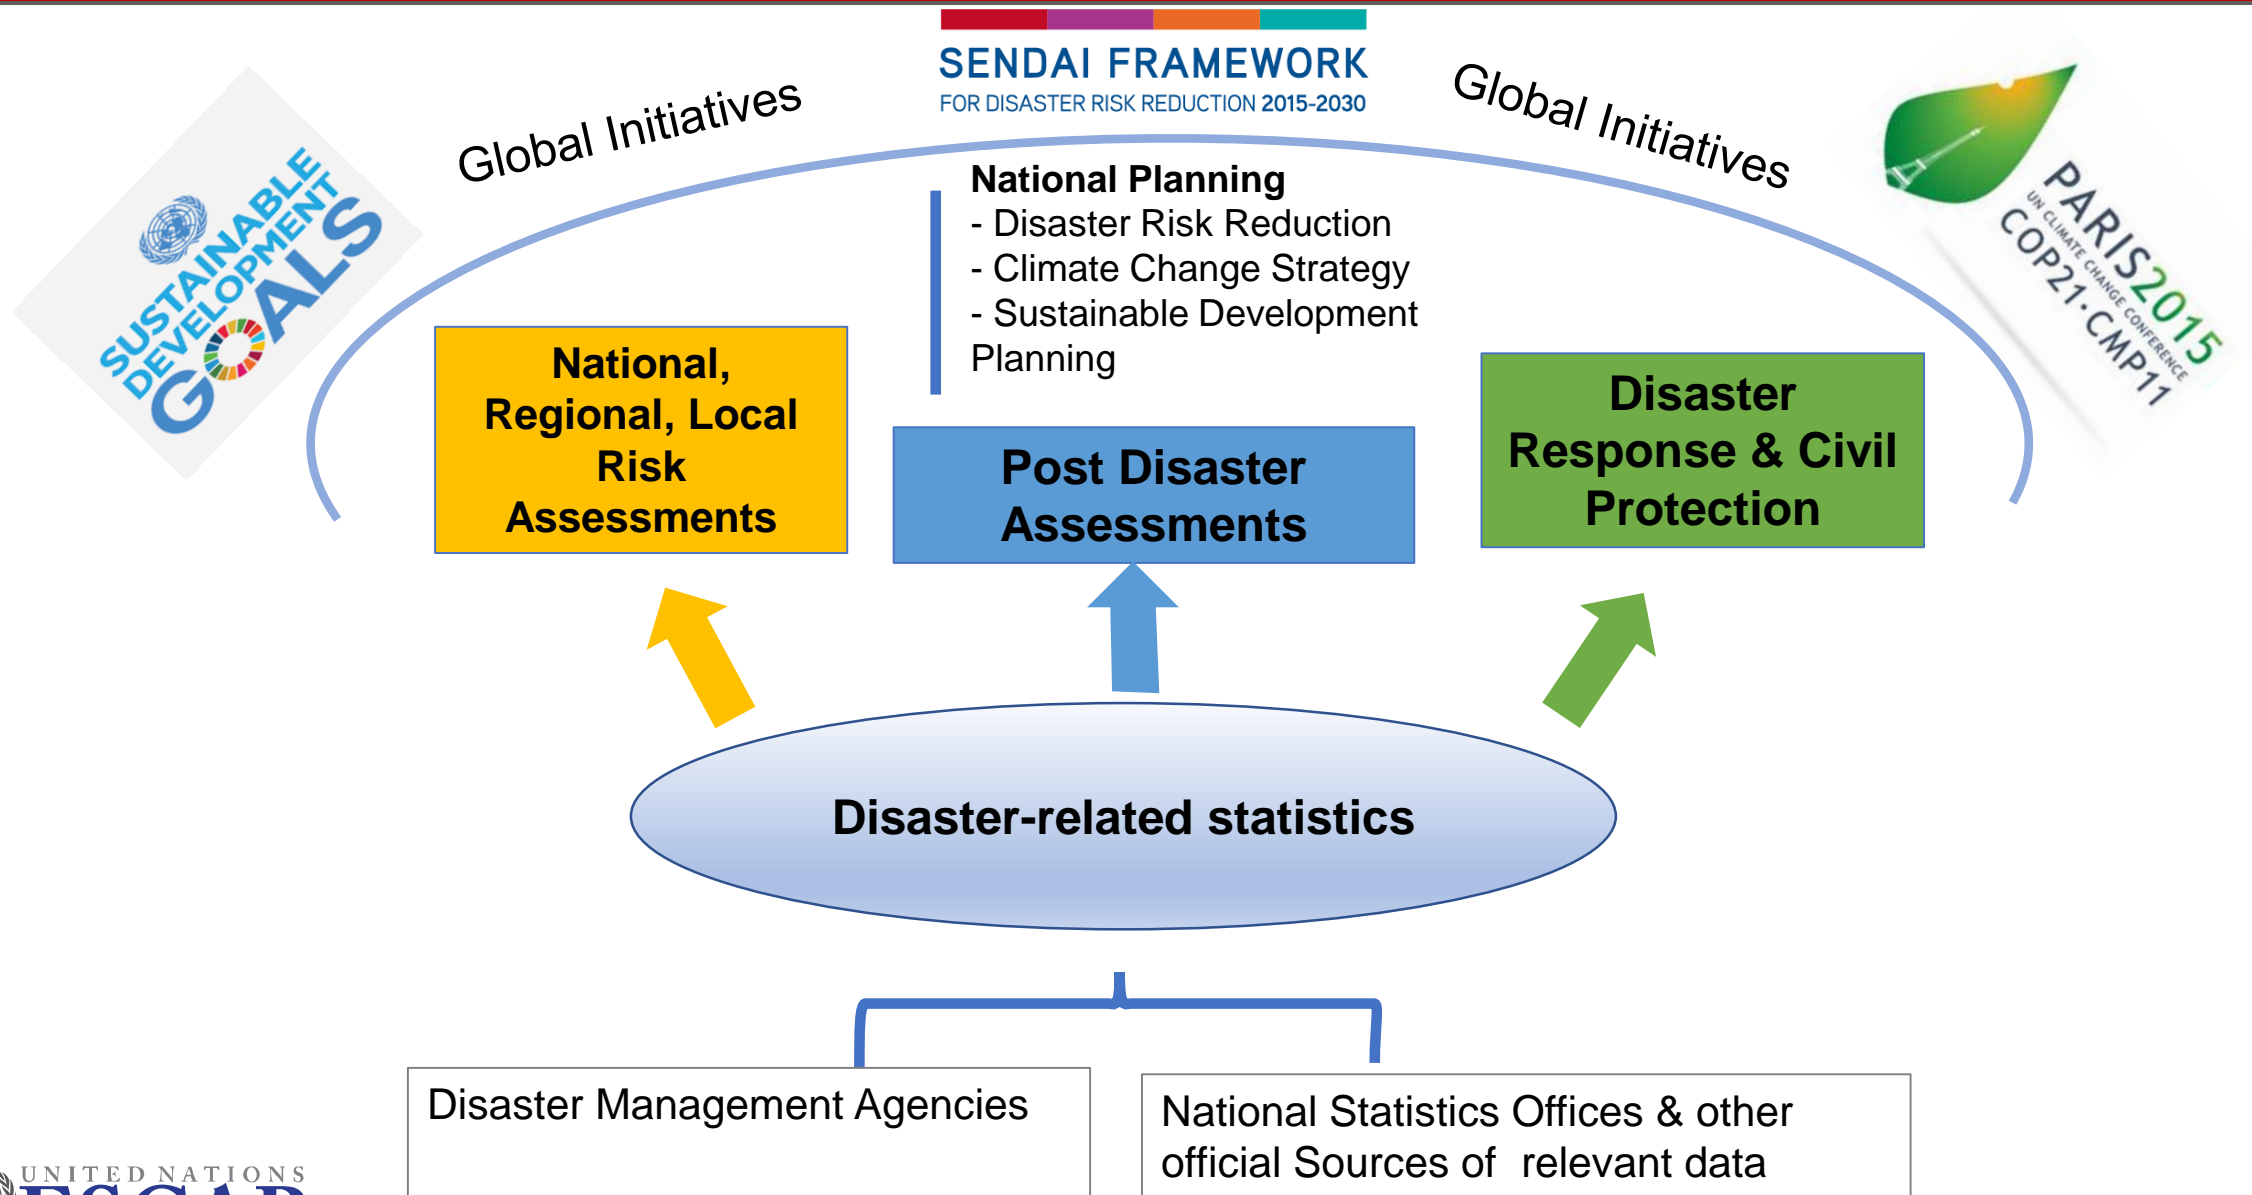 SENDAI FRAMEWORK
FOR DISASTER RISK REDUCTION 2015-2030
Global Initiatives
Global Initiatives
SUSTAINABLE
DEVELOPMENT
GOALS
PARIS2015
UN CLIMATE CHANGE CONFERENCE
COP21·CMP11
National Planning
- Disaster Risk Reduction
- Climate Change Strategy
- Sustainable Development
Planning
National,
Regional, Local
Risk
Assessments
Post Disaster
Assessments
Disaster
Response & Civil
Protection
Disaster-related statistics
Disaster Management Agencies
National Statistics Offices & other
official Sources of relevant data
UNITED NATIONS
ESCAP